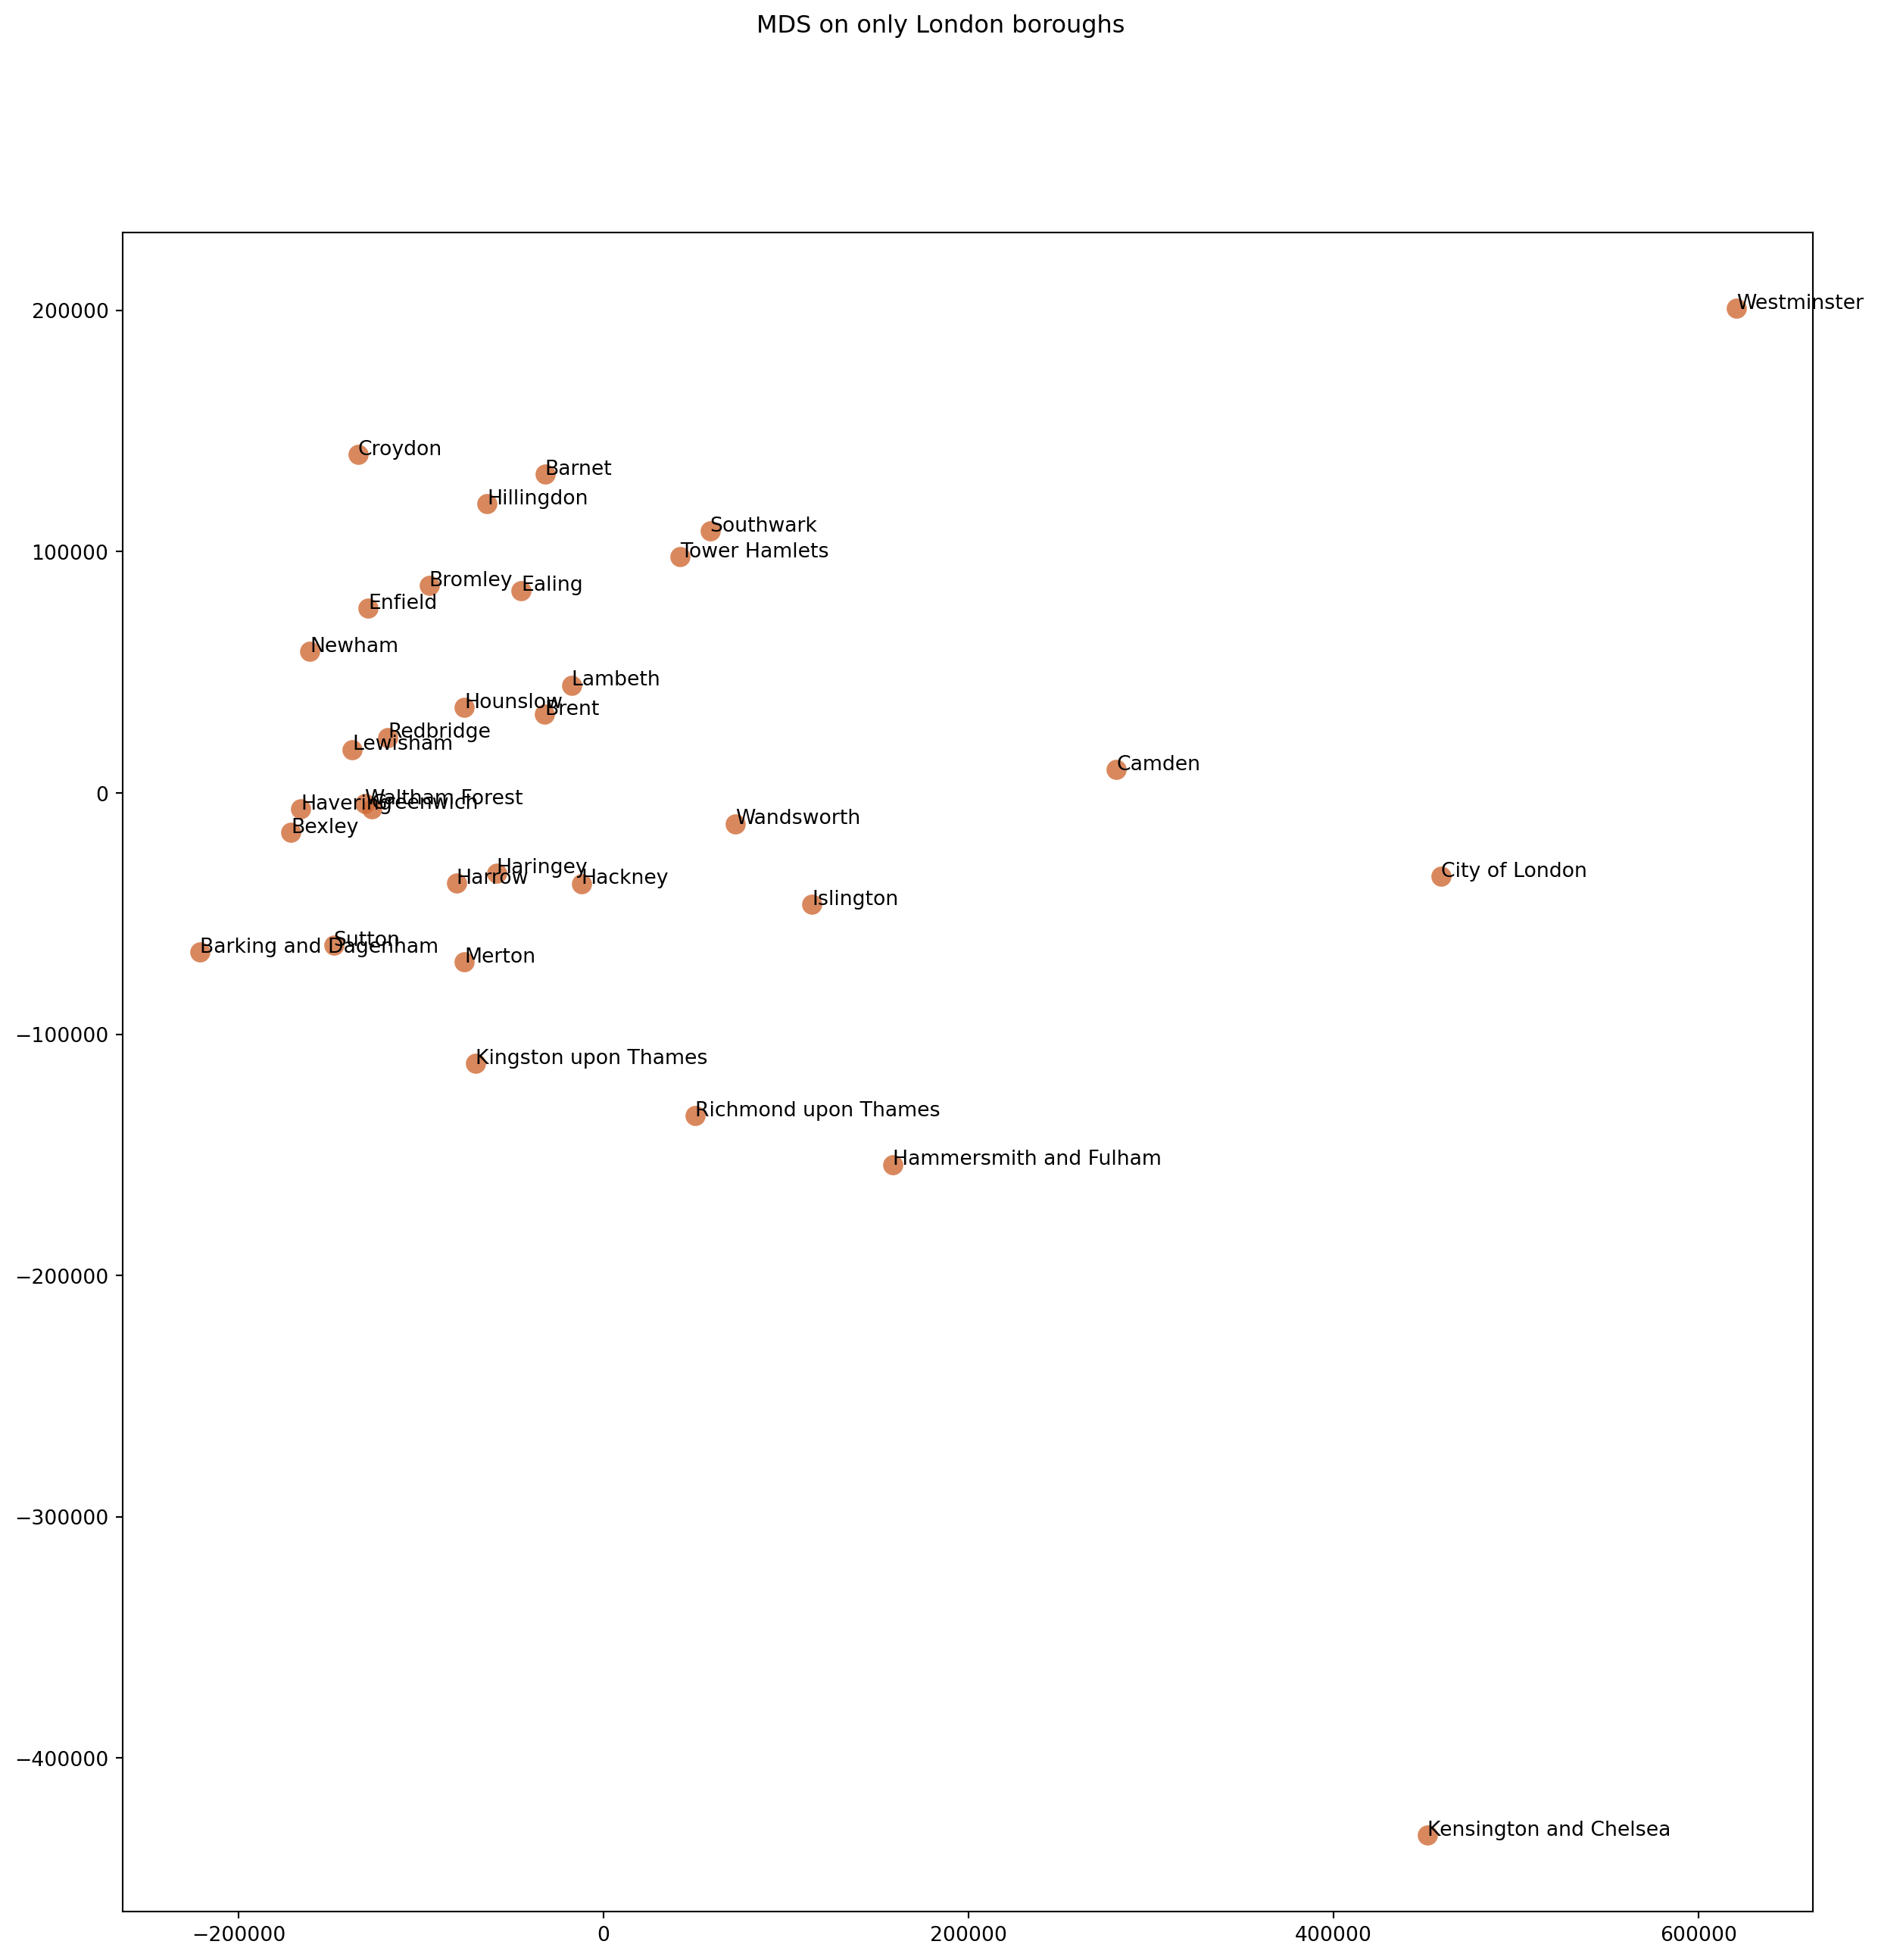 MDS on only London boroughs
200000
Westminster
Croydon
Barnet
Hillingdon
Southwark
100000
Tower Hamlets
Bromley
Ealing
Enfield
Newham
Lambeth
Hounslow
Brent
Redbridge
Lewisham
Camden
0
Waltham Forest
Havering
Greenwich
Wandsworth
Bexley
Haringey
Harrow
Hackney
City of London
Islington
Sutton
Barking and Dagenham
Merton
−100000
Kingston upon Thames
Richmond upon Thames
Hammersmith and Fulham
−200000
−300000
−400000
Kensington and Chelsea
−200000 0 200000 400000 600000